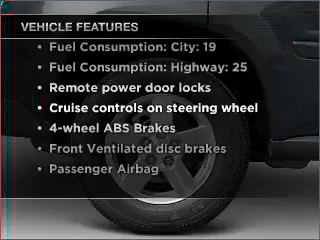 VEHICLE FEATURES
• Fuel Consumption: City: 19
• Fuel Consumption: Highway: 25
• Remote power door locks
• Cruise controls on steering wheel
• 4-wheel ABS Brakes
• Front Ventilated disc brakes
• Passenger Airbag